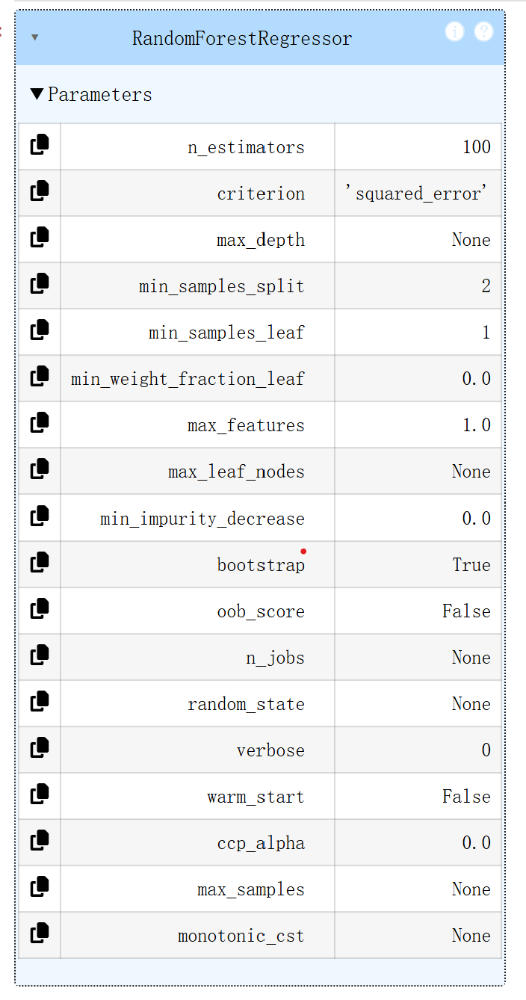 RandomForestRegressor
i ?
Parameters
n_estimators 100
criterion 'squared_error'
max_depth None
min_samples_split 2
min_samples_leaf 1
min_weight_fraction_leaf 0.0
max_features 1.0
max_leaf_nodes None
min_impurity_decrease 0.0
bootstrap True
oob_score False
n_jobs None
random_state None
verbose 0
warm_start False
ccp_alpha 0.0
max_samples None
monotonic_cst None